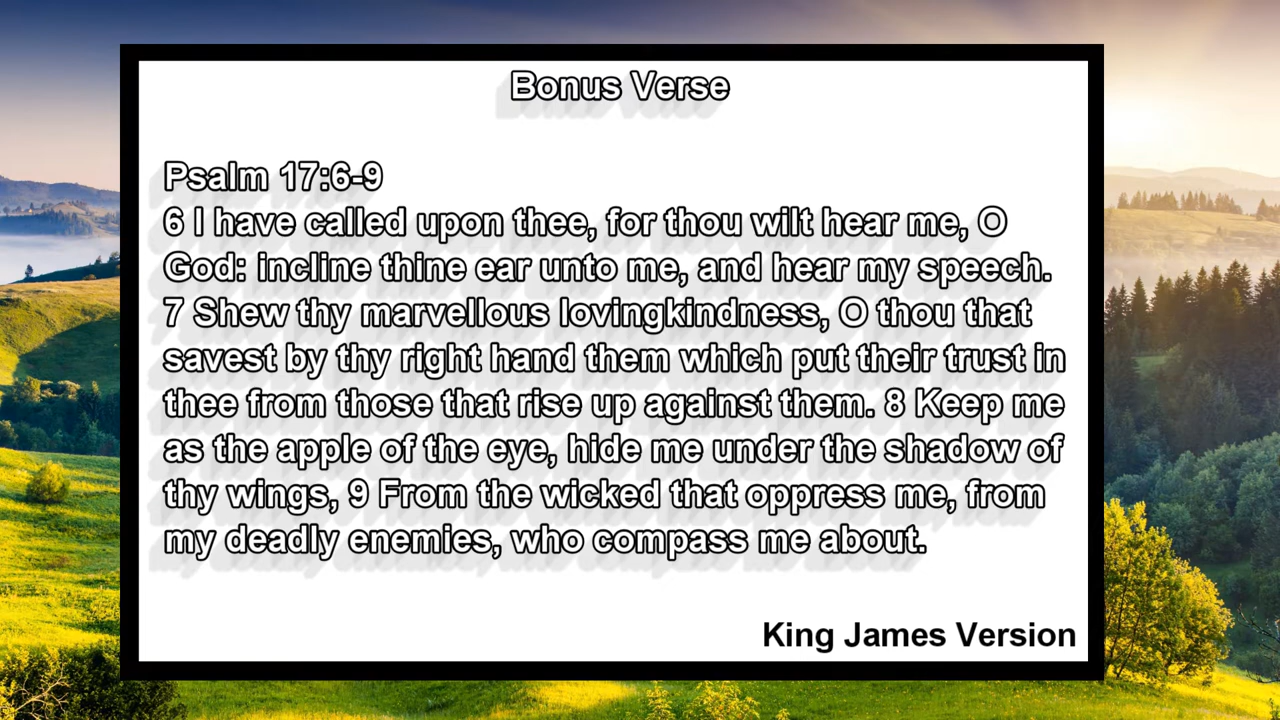 Bonus Verse
Psalm 17:6-9
6 I have called upon thee, for thou wilt hear me, O
God: incline thine ear unto me, and hear my speech.
7 Shew thy marvellous lovingkindness, O thou that
savest by thy right hand them which put their trust in
thee from those that rise up against them. 8 Keep me
as the apple of the eye, hide me under the shadow of
thy wings, 9 From the wicked that oppress me, from
my deadly enemies, who compass me about.
King James Version